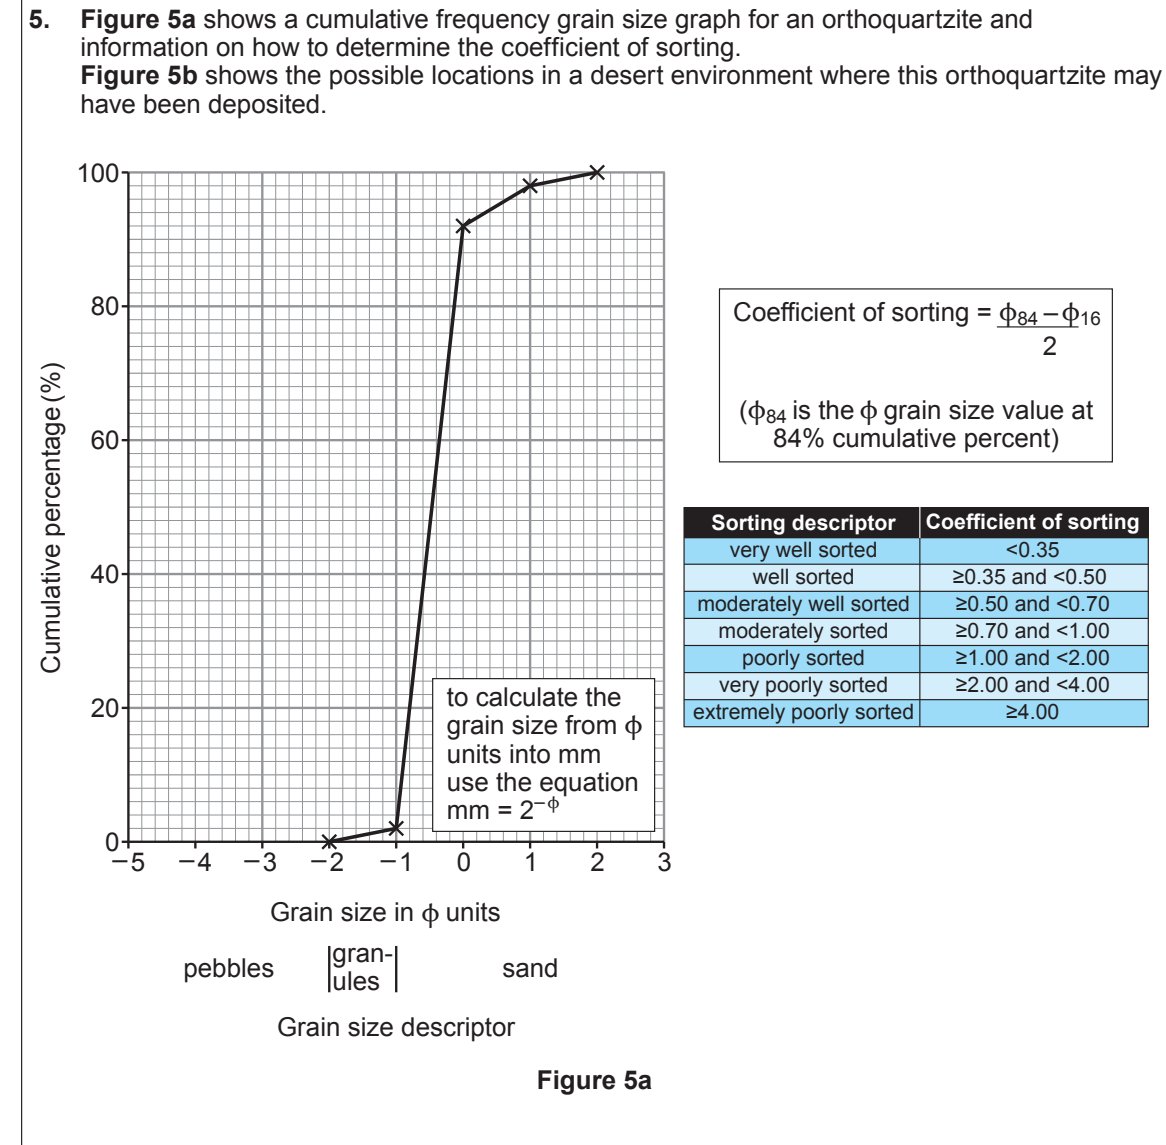 5. Figure 5a shows a cumulative frequency grain size graph for an orthoquartzite and
information on how to determine the coefficient of sorting.
Figure 5b shows the possible locations in a desert environment where this orthoquartzite may
have been deposited.
100
80
60
40
20
0
Cumulative percentage (%)
−5 −4 −3 −2 −1 0 1 2 3
Grain size in ϕ units
pebbles
gran-
ules
sand
Grain size descriptor
to calculate the
grain size from ϕ
units into mm
use the equation
mm = 2^−ϕ
Coefficient of sorting = ϕ84 – ϕ16
2
(ϕ84 is the ϕ grain size value at
84% cumulative percent)
Sorting descriptor Coefficient of sorting
very well sorted <0.35
well sorted ≥0.35 and <0.50
moderately well sorted ≥0.50 and <0.70
moderately sorted ≥0.70 and <1.00
poorly sorted ≥1.00 and <2.00
very poorly sorted ≥2.00 and <4.00
extremely poorly sorted ≥4.00
Figure 5a